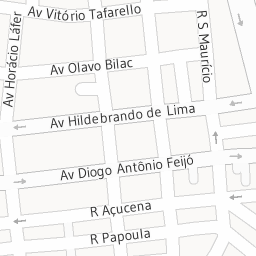 Av Vitório Tafarello
R S Maurício
Av Horácio Láfer
Av Olavo Bilac
Av Hildebrando de Lima
Av Diogo Antônio Feijó
R Açucena
R Papoula